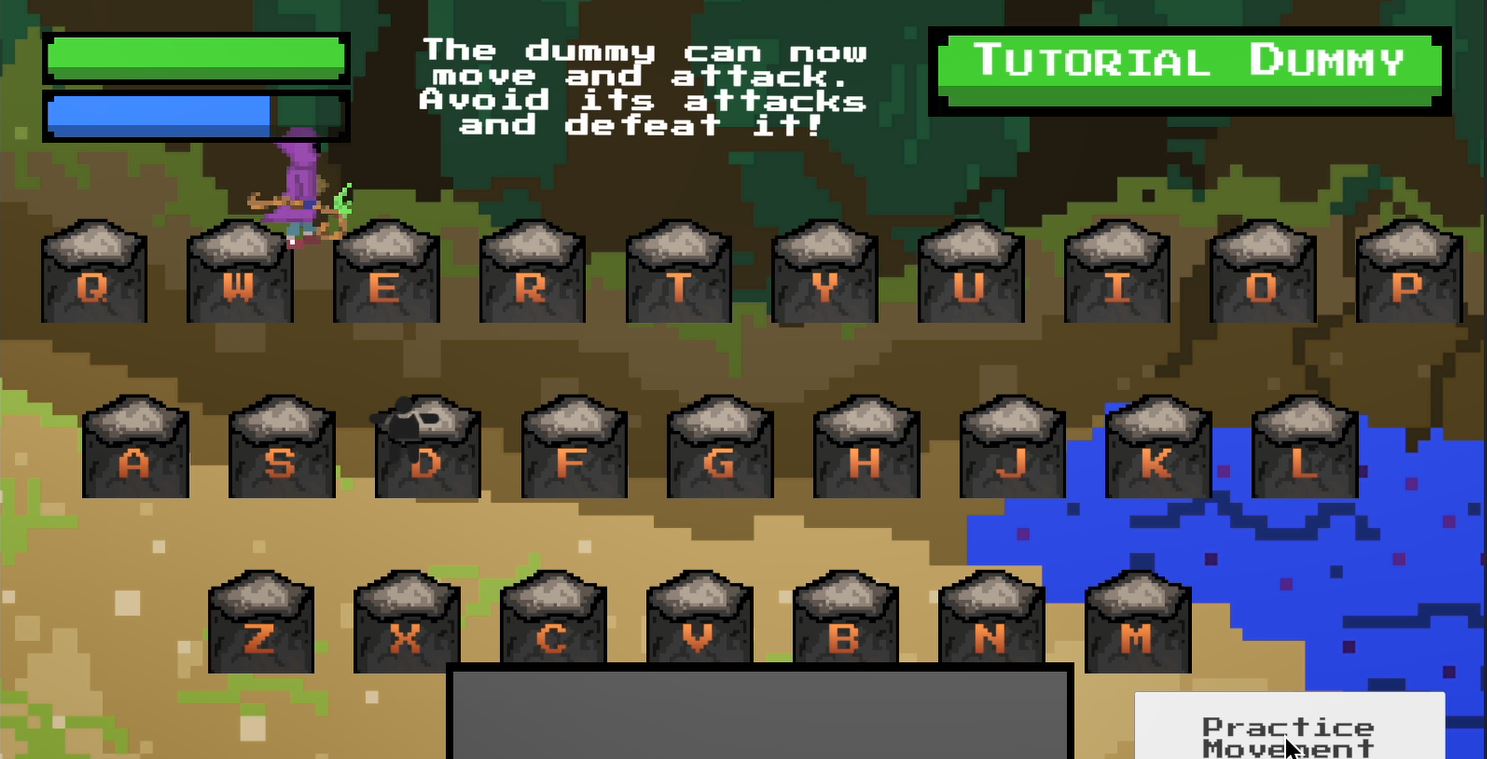 The dummy can now
move and attack.
Avoid its attacks
and defeat it!
Tutorial Dummy
Q W E R T Y U I O P
A S D F G H J K L
Z X C V B N M
Practice
Movement